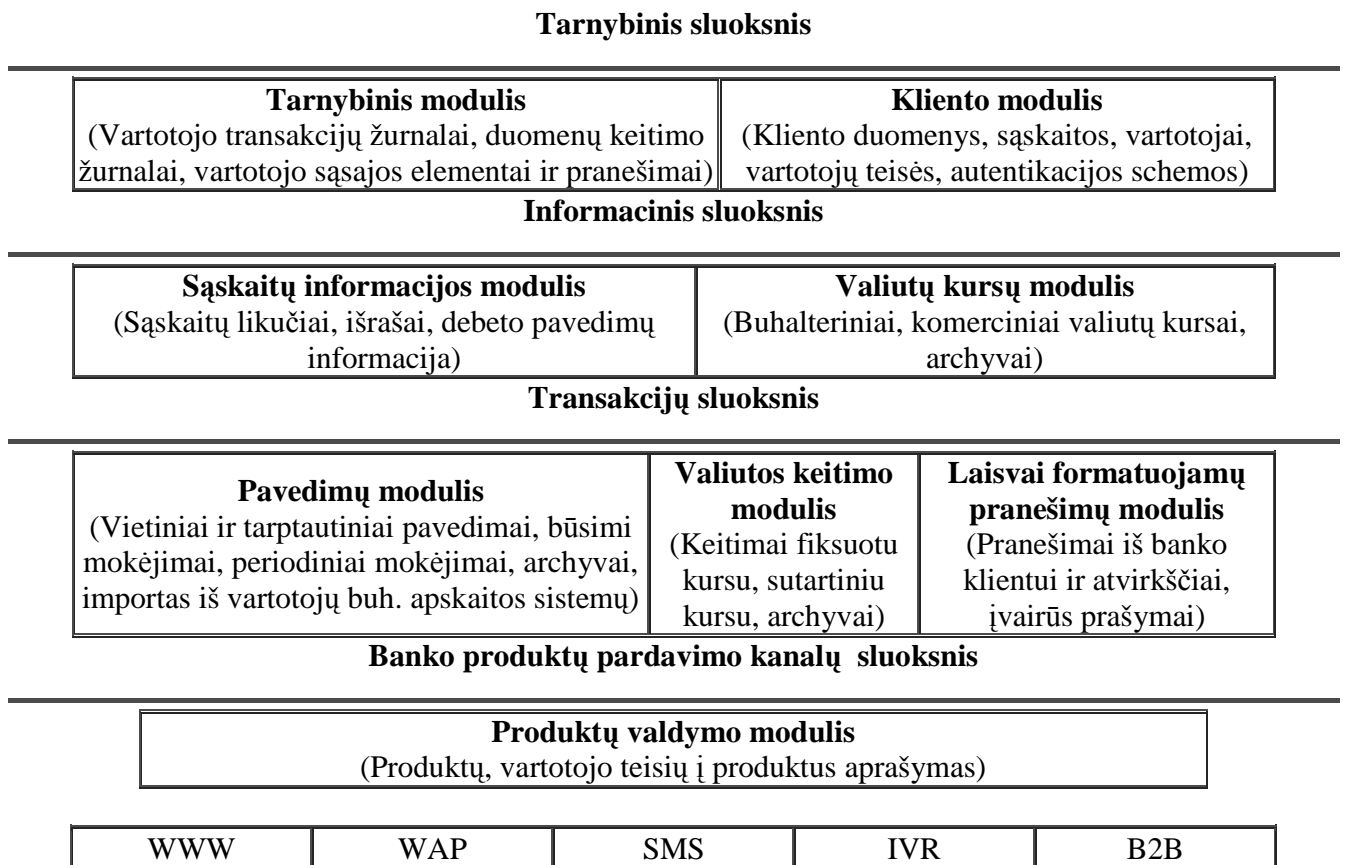 Tarnybinis sluoksnis
Tarnybinis modulis
(Vartotojo transakcijų žurnalai, duomenų keitimo
žurnalai, vartotojo sąsajos elementai ir pranešimai)
Kliento modulis
(Kliento duomenys, sąskaitos, vartotojai,
vartotojų teisės, autentikacijos schemos)
Informacinis sluoksnis
Sąskaitų informacijos modulis
(Sąskaitų likučiai, išrašai, debeto pavedimų
informacija)
Valiutų kursų modulis
(Buhalteriniai, komerciniai valiutų kursai,
archyvai)
Transakcijų sluoksnis
Pavedimų modulis
(Vietiniai ir tarptautiniai pavedimai, būsimi
mokėjimai, periodiniai mokėjimai, archyvai,
importas iš vartotojų buh. apskaitos sistemų)
Valiutos keitimo
modulis
(Keitimai fiksuotu
kursu, sutartiniu
kursu, archyvai)
Laisvai formatuojamų
pranešimų modulis
(Pranešimai iš banko
klientui ir atvirkščiai,
įvairūs prašymai)
Banko produktų pardavimo kanalų sluoksnis
Produktų valdymo modulis
(Produktų, vartotojo teisių į produktus aprašymas)
WWW
WAP
SMS
IVR
B2B